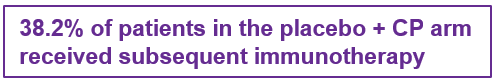 38.2% of patients in the placebo + CP arm
received subsequent immunotherapy